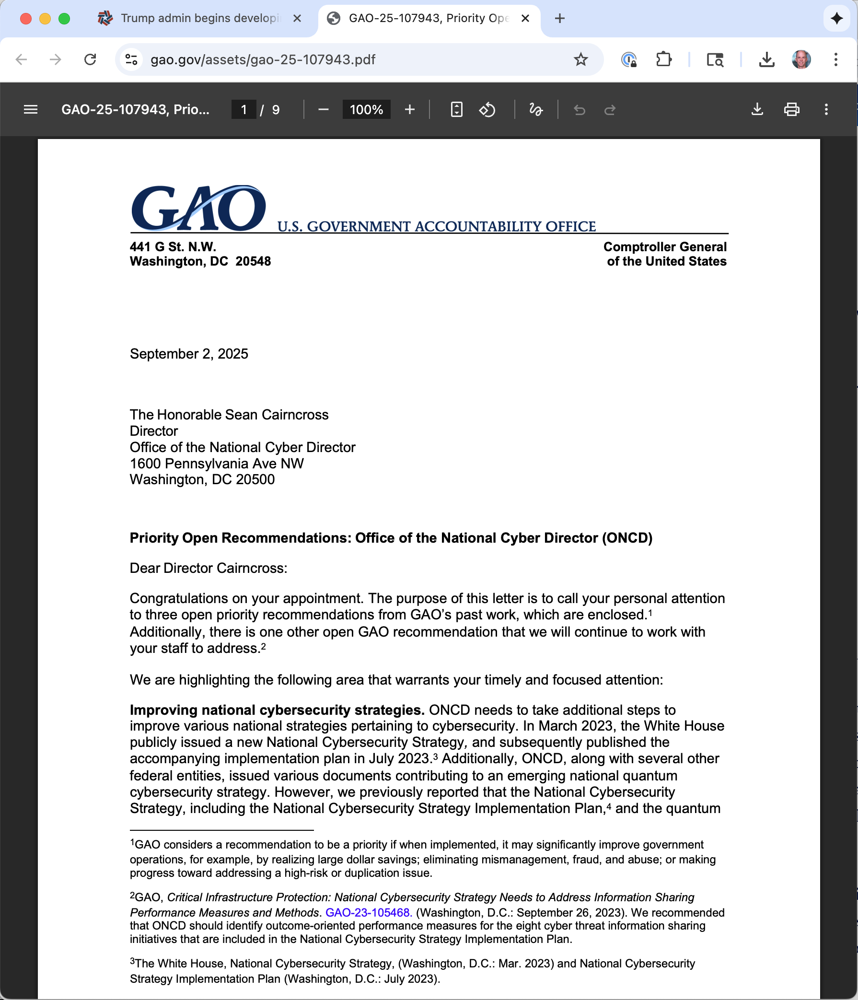 Trump admin begins developi
GAO-25-107943, Priority Ope
gao.gov/assets/gao-25-107943.pdf
GAO-25-107943, Prio...
1 / 9
100%
GAO
U.S. GOVERNMENT ACCOUNTABILITY OFFICE
441 G St. N.W.
Washington, DC 20548
Comptroller General
of the United States
September 2, 2025
The Honorable Sean Cairncross
Director
Office of the National Cyber Director
1600 Pennsylvania Ave NW
Washington, DC 20500
Priority Open Recommendations: Office of the National Cyber Director (ONCD)
Dear Director Cairncross:
Congratulations on your appointment. The purpose of this letter is to call your personal attention
to three open priority recommendations from GAO’s past work, which are enclosed.1
Additionally, there is one other open GAO recommendation that we will continue to work with
your staff to address.2
We are highlighting the following area that warrants your timely and focused attention:
Improving national cybersecurity strategies. ONCD needs to take additional steps to
improve various national strategies pertaining to cybersecurity. In March 2023, the White House
publicly issued a new National Cybersecurity Strategy, and subsequently published the
accompanying implementation plan in July 2023.3 Additionally, ONCD, along with several other
federal entities, issued various documents contributing to an emerging national quantum
cybersecurity strategy. However, we previously reported that the National Cybersecurity
Strategy, including the National Cybersecurity Strategy Implementation Plan,4 and the quantum
1GAO considers a recommendation to be a priority if when implemented, it may significantly improve government
operations, for example, by realizing large dollar savings; eliminating mismanagement, fraud, and abuse; or making
progress toward addressing a high-risk or duplication issue.
2GAO, Critical Infrastructure Protection: National Cybersecurity Strategy Needs to Address Information Sharing
Performance Measures and Methods. GAO-23-105468. (Washington, D.C.: September 26, 2023). We recommended
that ONCD should identify outcome-oriented performance measures for the eight cyber threat information sharing
initiatives that are included in the National Cybersecurity Strategy Implementation Plan.
3The White House, National Cybersecurity Strategy, (Washington, D.C.: Mar. 2023) and National Cybersecurity
Strategy Implementation Plan (Washington, D.C.: July 2023).